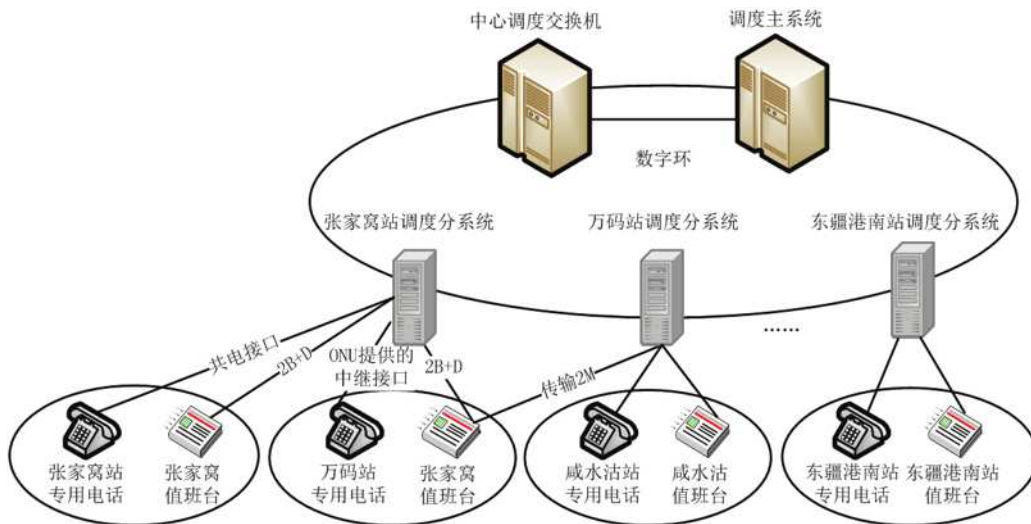 中心调度交换机
调度主系统
数字环
张家窝站调度分系统
万码站调度分系统
东疆港南站调度分系统
......
共电接口
2B+D
ONU提供的
中继接口
2B+D
传输2M
张家窝站
专用电话
张家窝
值班台
万码站
专用电话
张家窝
值班台
咸水沽站
专用电话
咸水沽
值班台
东疆港南站
专用电话
东疆港南站
值班台